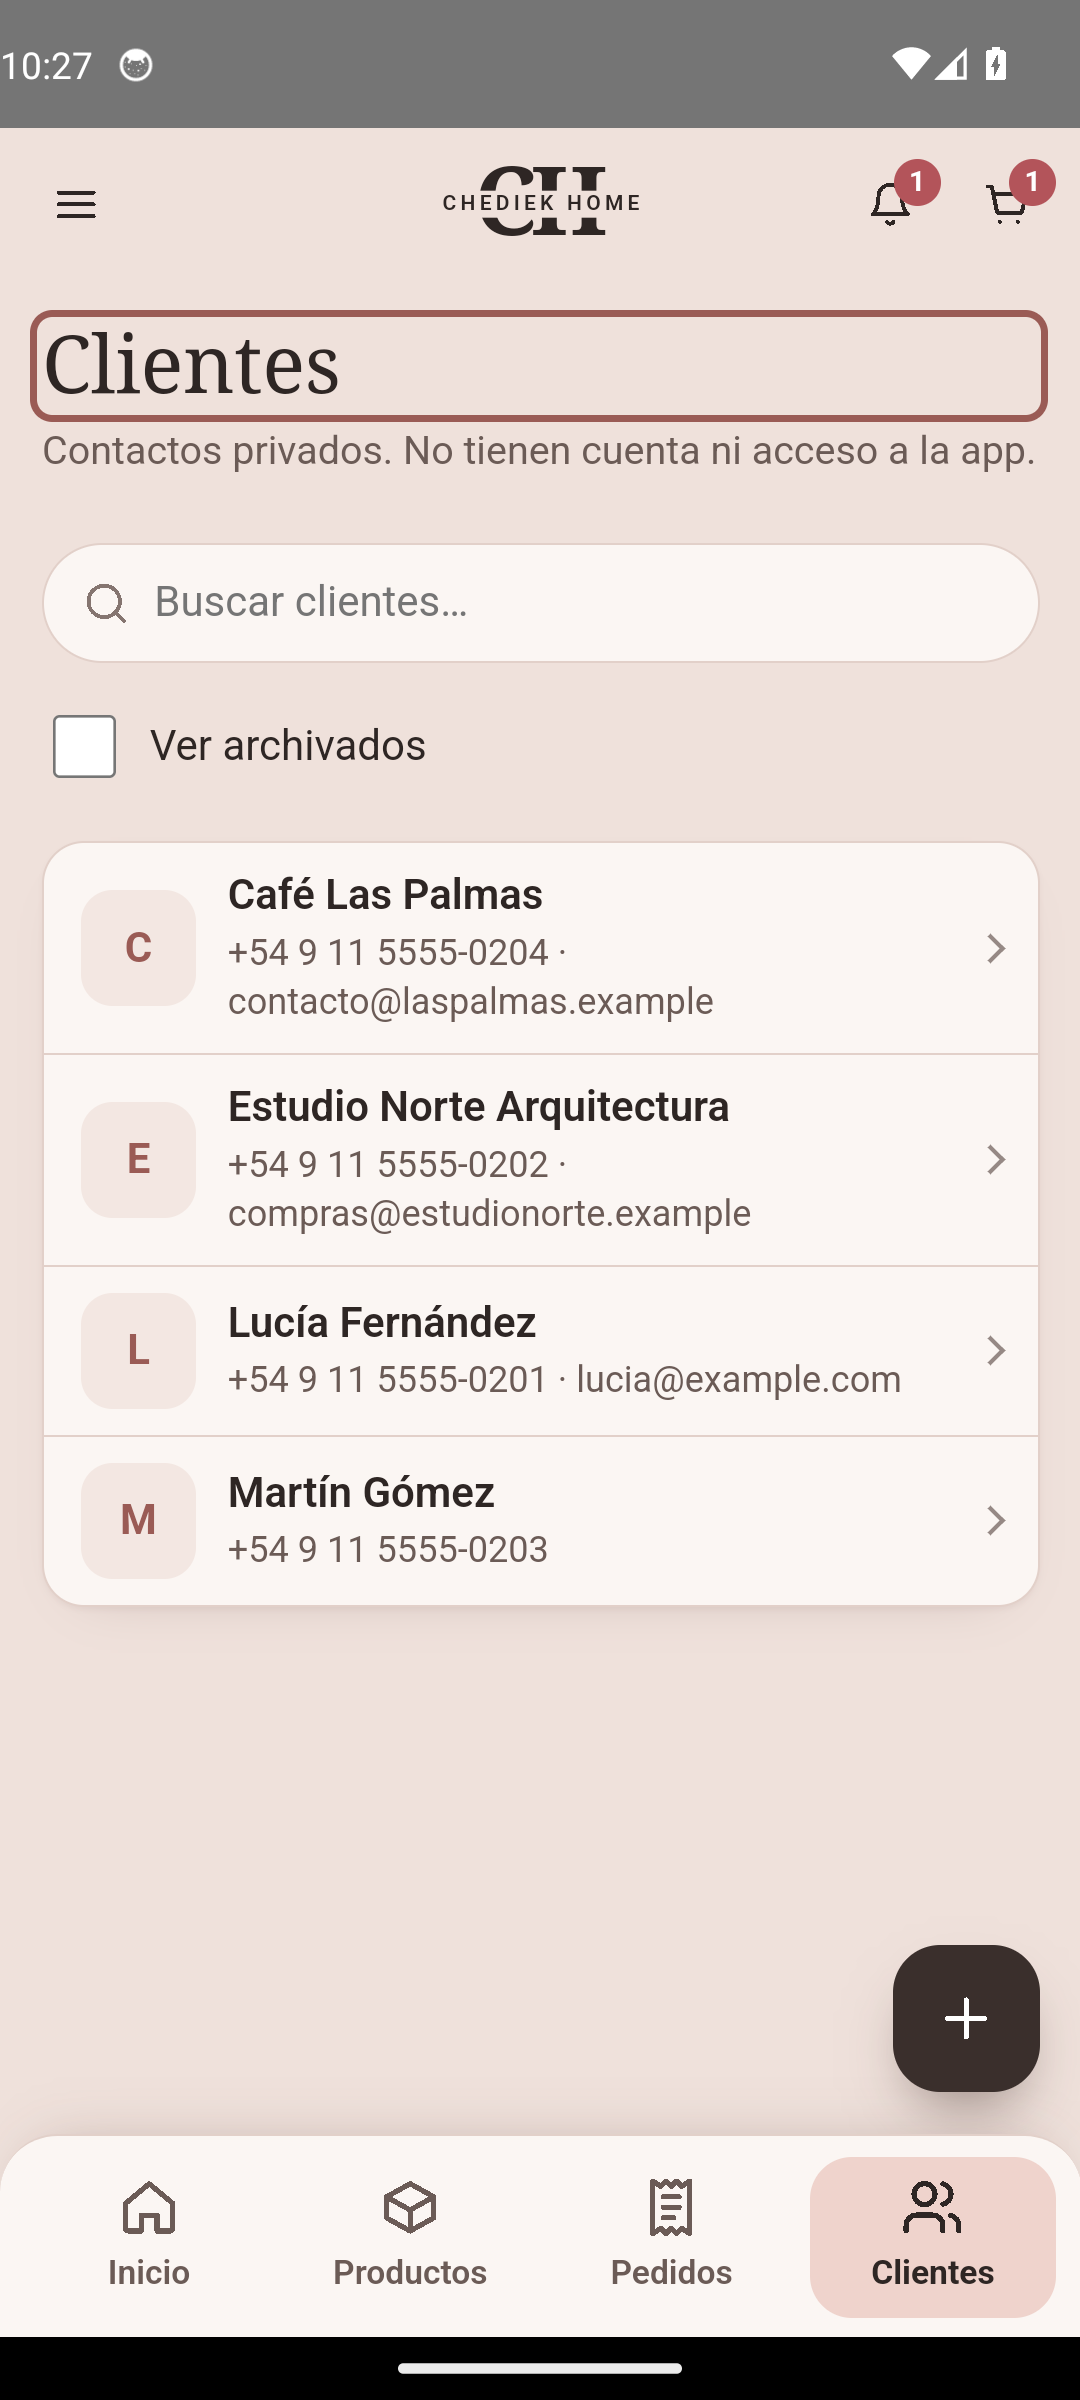 10:27
CH
CHEDIEK HOME
1
1
Clientes
Contactos privados. No tienen cuenta ni acceso a la app.
Buscar clientes…
Ver archivados
C
Café Las Palmas
+54 9 11 5555-0204 ·
contacto@laspalmas.example
E
Estudio Norte Arquitectura
+54 9 11 5555-0202 ·
compras@estudionorte.example
L
Lucía Fernández
+54 9 11 5555-0201 · lucia@example.com
M
Martín Gómez
+54 9 11 5555-0203
Inicio
Productos
Pedidos
Clientes